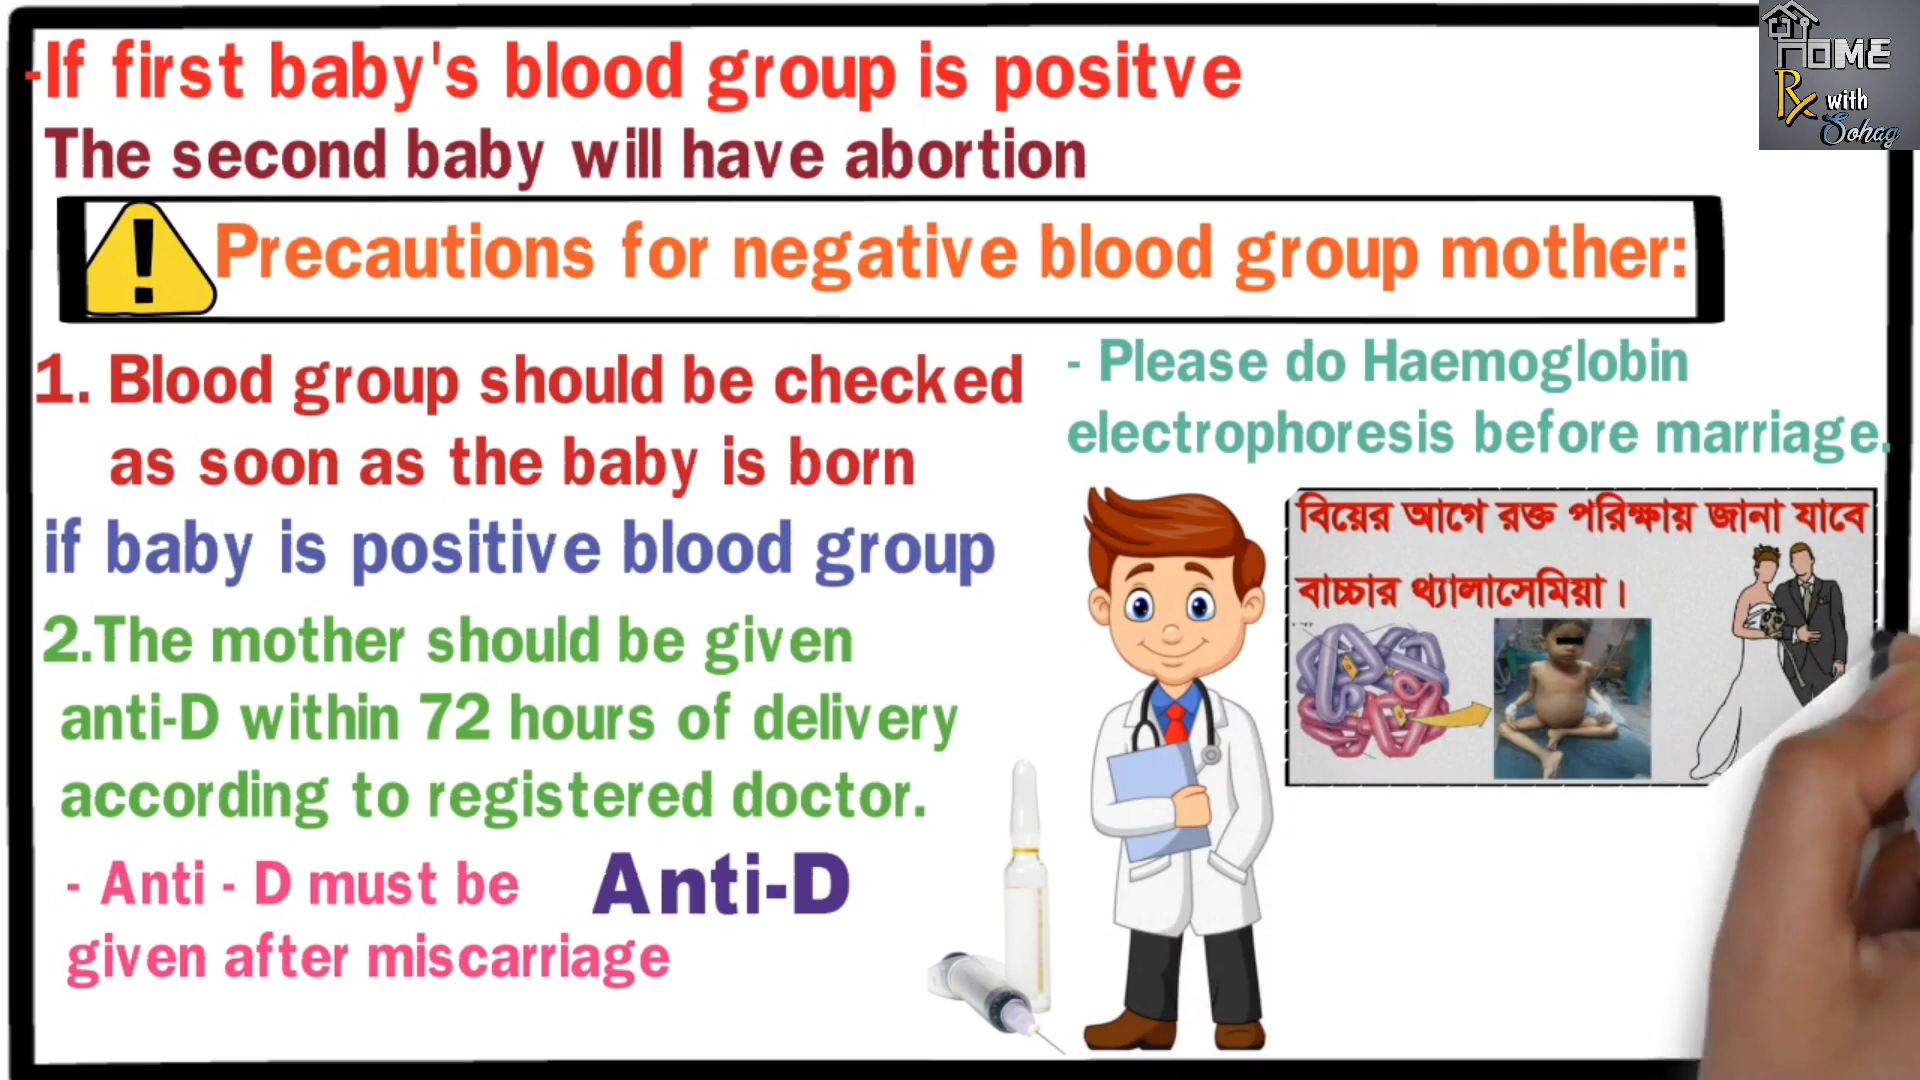 -If first baby's blood group is positve
The second baby will have abortion
Precautions for negative blood group mother:
1. Blood group should be checked
as soon as the baby is born
if baby is positive blood group
2.The mother should be given
anti-D within 72 hours of delivery
according to registered doctor.
- Anti - D must be
given after miscarriage
Anti-D
- Please do Haemoglobin
electrophoresis before marriage.
বিয়ের আগে রক্ত পরিক্ষায় জানা যাবে
বাচ্চার থ্যালাসেমিয়া।
HOME
Rx with
Sohag